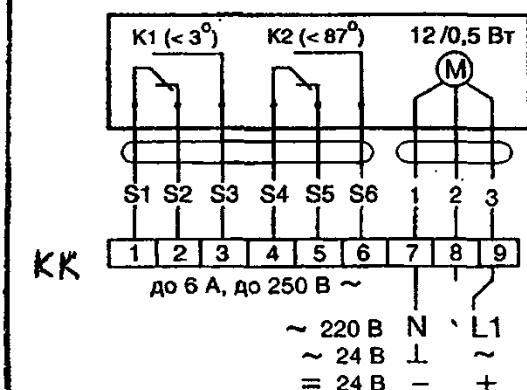 K1 (< 3°) K2 (< 87°) 12 /0,5 Вт
M
S1 S2 S3 S4 S5 S6 1 2 3
КК 1 2 3 4 5 6 7 8 9
до 6 А, до 250 В ~
~ 220 В N L1
~ 24 В ⊥ ~
= 24 В − +